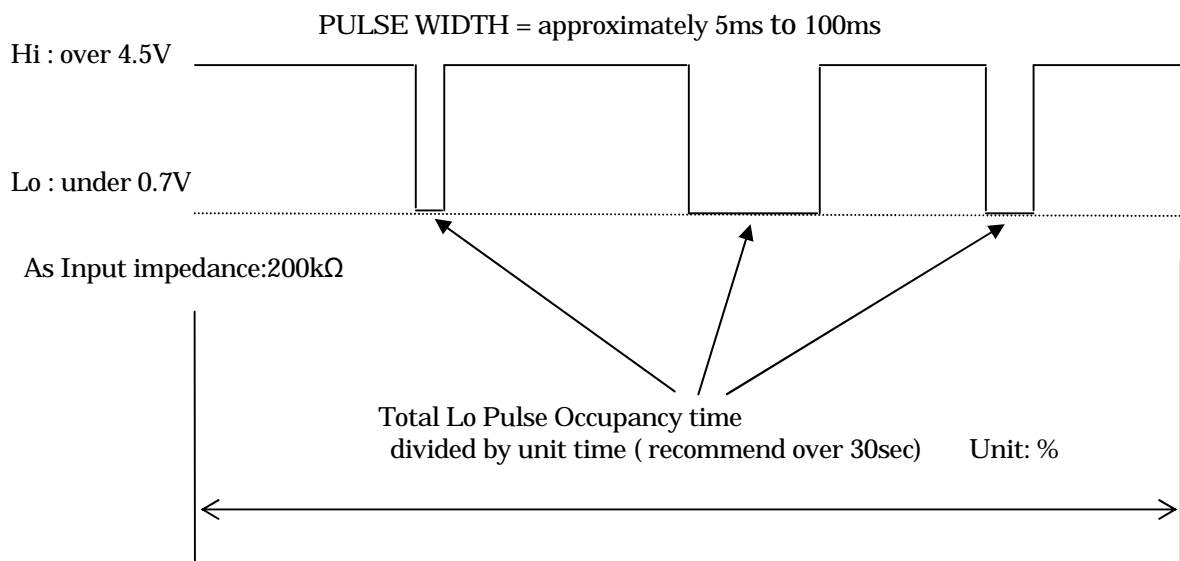 PULSE WIDTH = approximately 5ms to 100ms
Hi : over 4.5V
Lo : under 0.7V
As Input impedance:200kΩ
Total Lo Pulse Occupancy time
divided by unit time ( recommend over 30sec) Unit: %